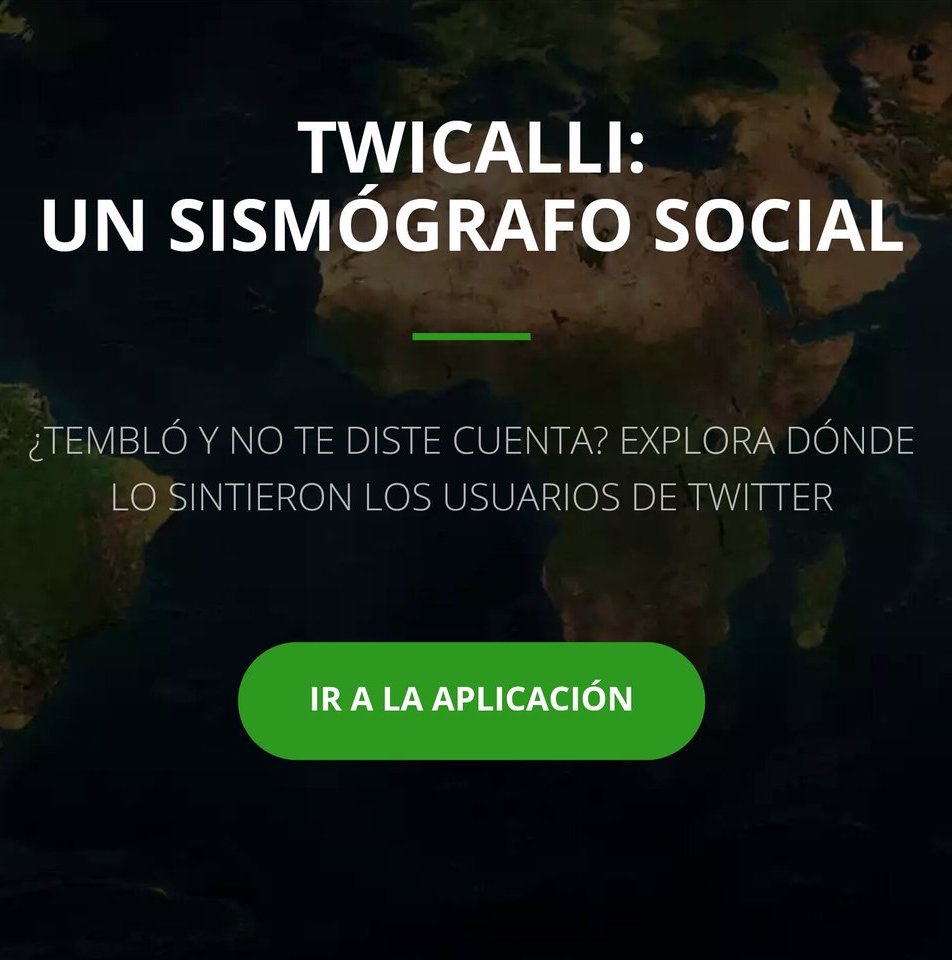 TWICALLI:
UN SISMÓGRAFO SOCIAL
¿TEMBLÓ Y NO TE DISTE CUENTA? EXPLORA DÓNDE
LO SINTIERON LOS USUARIOS DE TWITTER
IR A LA APLICACIÓN